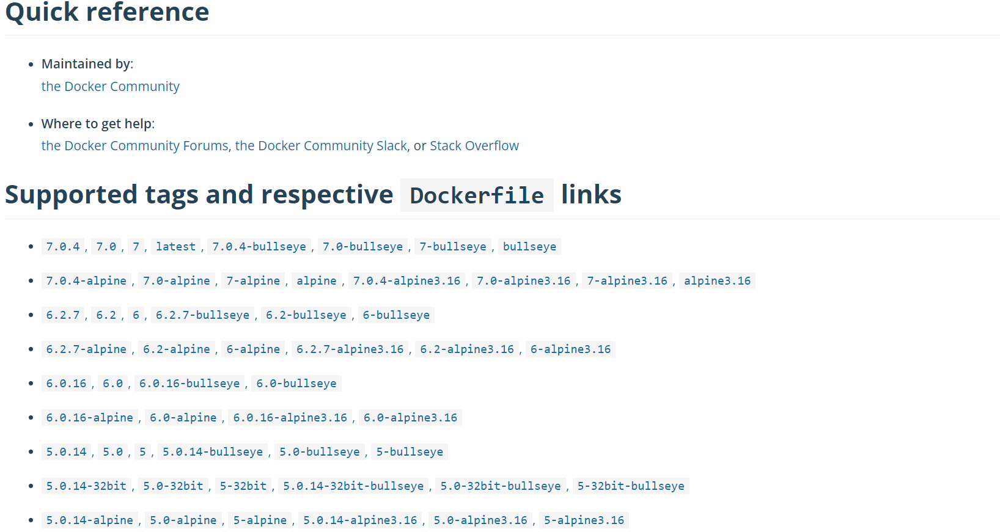 Quick reference
• Maintained by:
the Docker Community
• Where to get help:
the Docker Community Forums, the Docker Community Slack, or Stack Overflow
Supported tags and respective Dockerfile links
• 7.0.4, 7.0, 7, latest, 7.0.4-bullseye, 7.0-bullseye, 7-bullseye, bullseye
• 7.0.4-alpine, 7.0-alpine, 7-alpine, alpine, 7.0.4-alpine3.16, 7.0-alpine3.16, 7-alpine3.16, alpine3.16
• 6.2.7, 6.2, 6, 6.2.7-bullseye, 6.2-bullseye, 6-bullseye
• 6.2.7-alpine, 6.2-alpine, 6-alpine, 6.2.7-alpine3.16, 6.2-alpine3.16, 6-alpine3.16
• 6.0.16, 6.0, 6.0.16-bullseye, 6.0-bullseye
• 6.0.16-alpine, 6.0-alpine, 6.0.16-alpine3.16, 6.0-alpine3.16
• 5.0.14, 5.0, 5, 5.0.14-bullseye, 5.0-bullseye, 5-bullseye
• 5.0.14-32bit, 5.0-32bit, 5-32bit, 5.0.14-32bit-bullseye, 5.0-32bit-bullseye, 5-32bit-bullseye
• 5.0.14-alpine, 5.0-alpine, 5-alpine, 5.0.14-alpine3.16, 5.0-alpine3.16, 5-alpine3.16